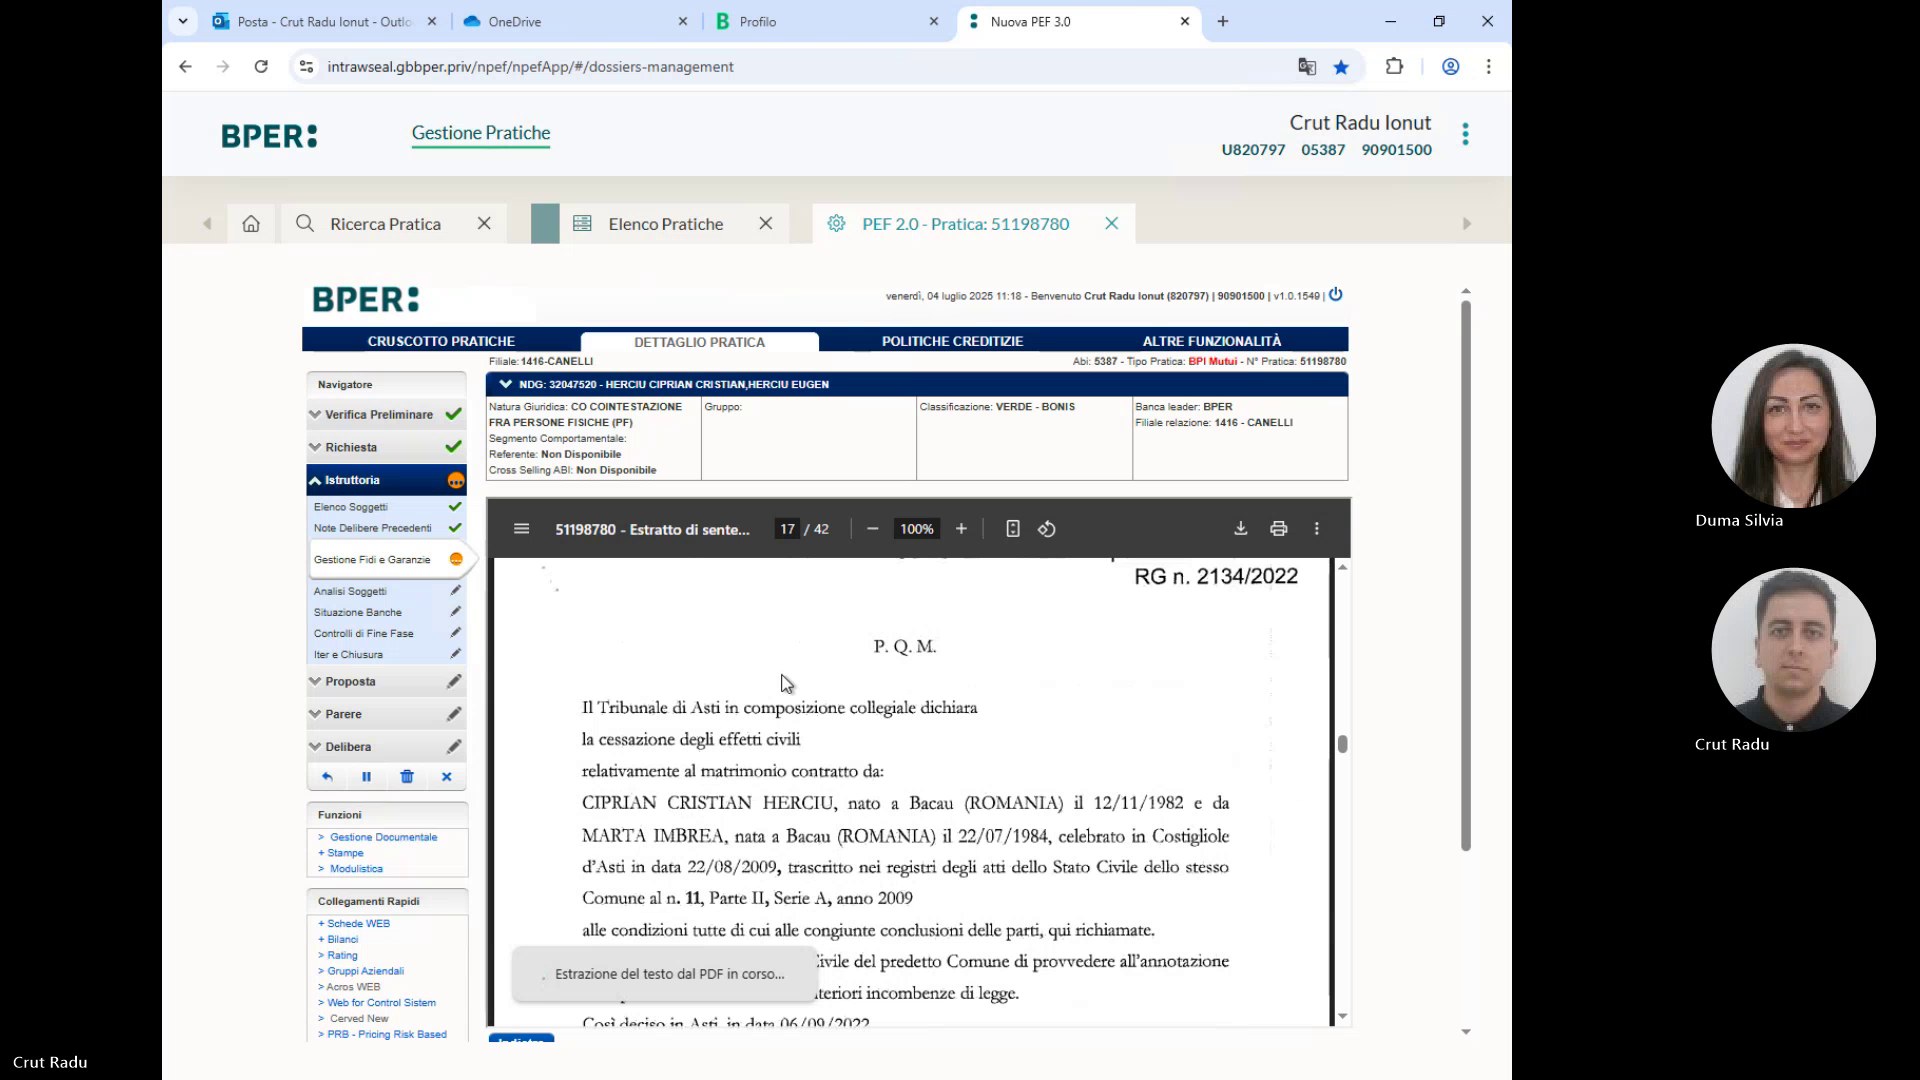 Posta - Crut Radu Ionut - Outlo
OneDrive
Profilo
Nuova PEF 3.0
intrawseal.gbbper.priv/npef/npefApp/#/dossiers-management
BPER:
Gestione Pratiche
Crut Radu Ionut
U820797 05387 90901500
Ricerca Pratica
Elenco Pratiche
PEF 2.0 - Pratica: 51198780
BPER:
venerdì, 04 luglio 2025 11:18 - Benvenuto Crut Radu Ionut (820797) | 90901500 | v1.0.1549 |
CRUSCOTTO PRATICHE
DETTAGLIO PRATICA
POLITICHE CREDITIZIE
ALTRE FUNZIONALITÀ
Filiale: 1416-CANELLI
Abi: 5387 - Tipo Pratica: BPI Mutui - N° Pratica: 51198780
Navigatore
Verifica Preliminare
Richiesta
Istruttoria
Elenco Soggetti
Note Delibere Precedenti
Gestione Fidi e Garanzie
Analisi Soggetti
Situazione Banche
Controlli di Fine Fase
Iter e Chiusura
Proposta
Parere
Delibera
Funzioni
> Gestione Documentale
+ Stampe
> Modulistica
Collegamenti Rapidi
+ Schede WEB
+ Bilanci
> Rating
> Gruppi Aziendali
> Acros WEB
> Web for Control Sistem
> Cerved New
> PRB - Pricing Risk Based
NDG: 32047520 - HERCIU CIPRIAN CRISTIAN,HERCIU EUGEN
Natura Giuridica: CO COINTESTAZIONE
FRA PERSONE FISICHE (PF)
Segmento Comportamentale:
Referente: Non Disponibile
Cross Selling ABI: Non Disponibile
Gruppo:
Classificazione: VERDE - BONIS
Banca leader: BPER
Filiale relazione: 1416 - CANELLI
51198780 - Estratto di sente...
17 / 42
100%
RG n. 2134/2022
P. Q. M.
Il Tribunale di Asti in composizione collegiale dichiara
la cessazione degli effetti civili
relativamente al matrimonio contratto da:
CIPRIAN CRISTIAN HERCIU, nato a Bacau (ROMANIA) il 12/11/1982 e da
MARTA IMBREA, nata a Bacau (ROMANIA) il 22/07/1984, celebrato in Costigliole
d'Asti in data 22/08/2009, trascritto nei registri degli atti dello Stato Civile dello stesso
Comune al n. 11, Parte II, Serie A, anno 2009
alle condizioni tutte di cui alle congiunte conclusioni delle parti, qui richiamate.
Civile del predetto Comune di provvedere all'annotazione
Estrazione del testo dal PDF in corso...
ulteriori incombenze di legge.
Così deciso in Asti, in data 06/09/2022
Indietro
Duma Silvia
Crut Radu
Crut Radu